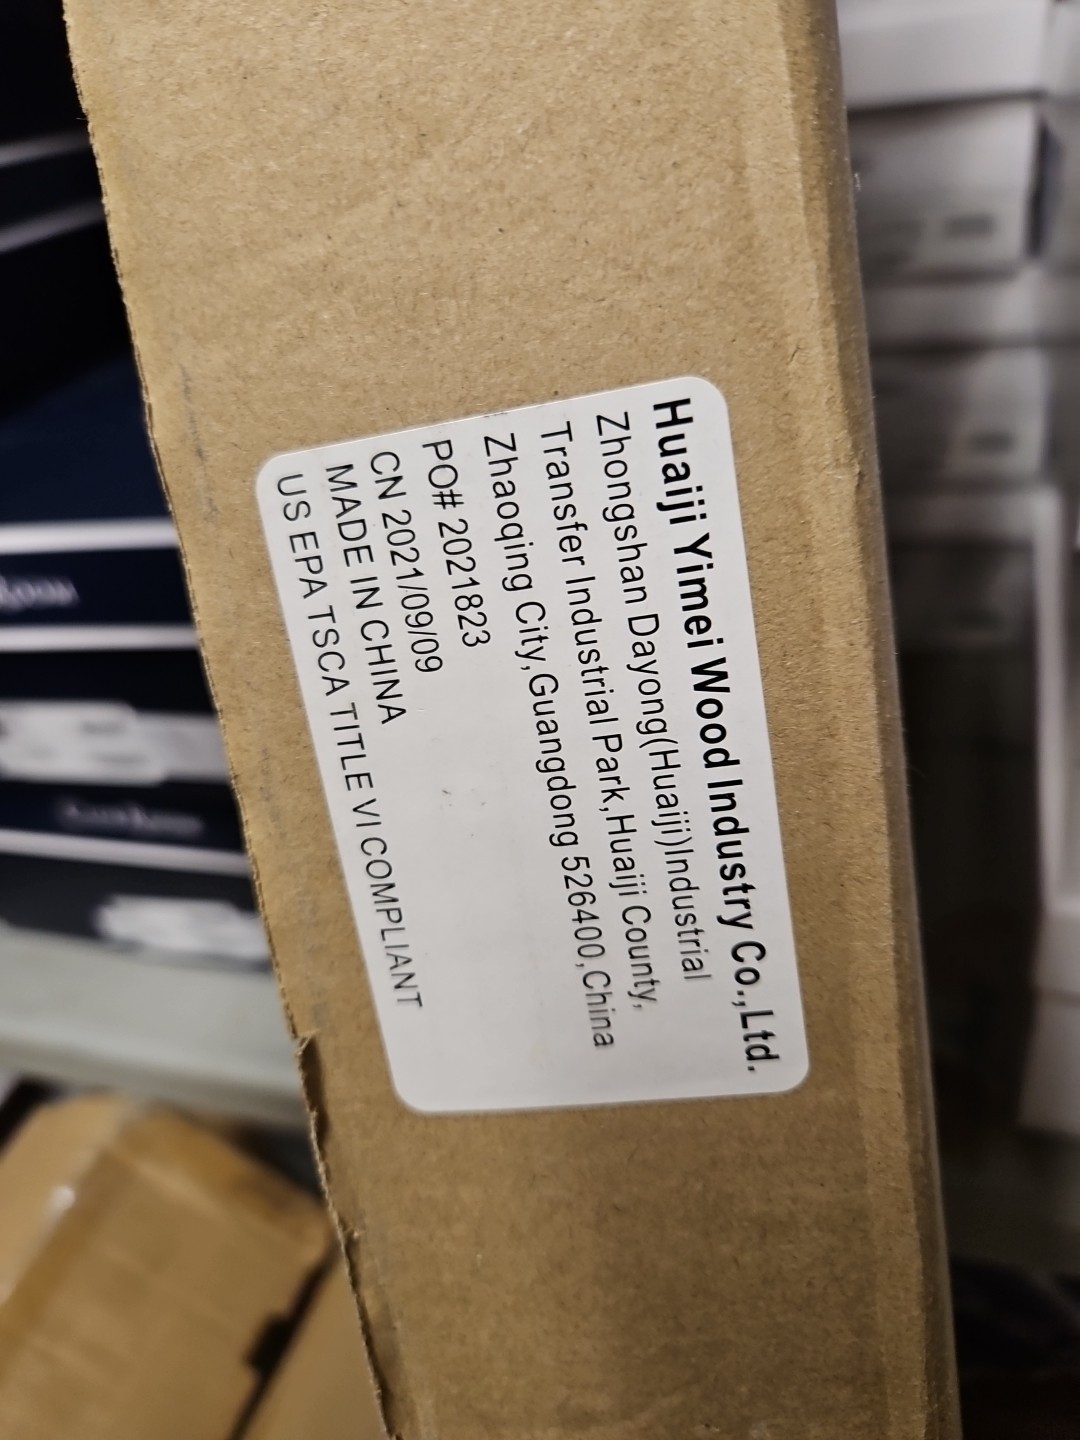 Huaiji Yimei Wood Industry Co.,Ltd.
Zhongshan Dayong(Huaiji)Industrial
Transfer Industrial Park,Huaiji County,
Zhaoqing City,Guangdong 526400,China
PO# 2021823
CN 2021/09/09
MADE IN CHINA
US EPA TSCA TITLE VI COMPLIANT